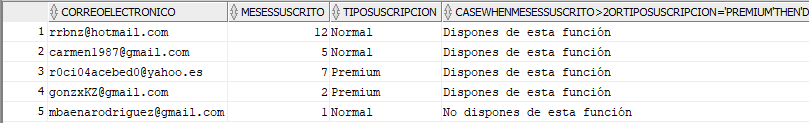 CORREOELECTRONICO MESESSUSCRITO TIPOSUSCRIPCION CASEWHENMESESSUSCRITO>2ORTIPOSUSCRIPCION='PREMIUM'THEN'D
1 rrbnz@hotmail.com 12 Normal Dispones de esta función
2 carmen1987@gmail.com 5 Normal Dispones de esta función
3 r0ci04acebed0@yahoo.es 7 Premium Dispones de esta función
4 gonzxKZ@gmail.com 2 Premium Dispones de esta función
5 mbaenarodriguez@gmail.com 1 Normal No dispones de esta función